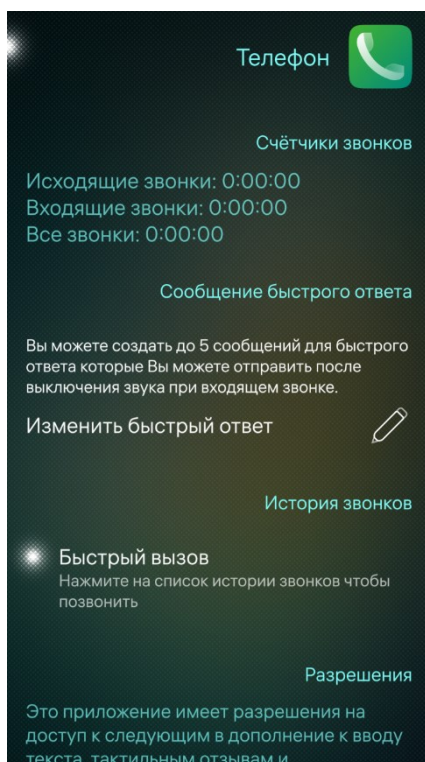 Телефон
Счётчики звонков
Исходящие звонки: 0:00:00
Входящие звонки: 0:00:00
Все звонки: 0:00:00
Сообщение быстрого ответа
Вы можете создать до 5 сообщений для быстрого
ответа которые Вы можете отправить после
выключения звука при входящем звонке.
Изменить быстрый ответ
История звонков
Быстрый вызов
Нажмите на список истории звонков чтобы
позвонить
Разрешения
Это приложение имеет разрешения на
доступ к следующим в дополнение к вводу
текста, тактильным отзывам и